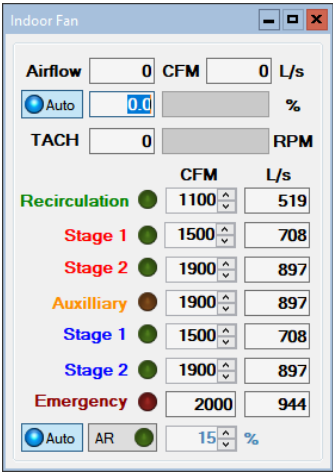 Indoor Fan
Airflow 0 CFM 0 L/s
Auto 0.0 %
TACH 0 RPM
CFM L/s
Recirculation 1100 519
Stage 1 1500 708
Stage 2 1900 897
Auxilliary 1900 897
Stage 1 1500 708
Stage 2 1900 897
Emergency 2000 944
Auto AR 15 %